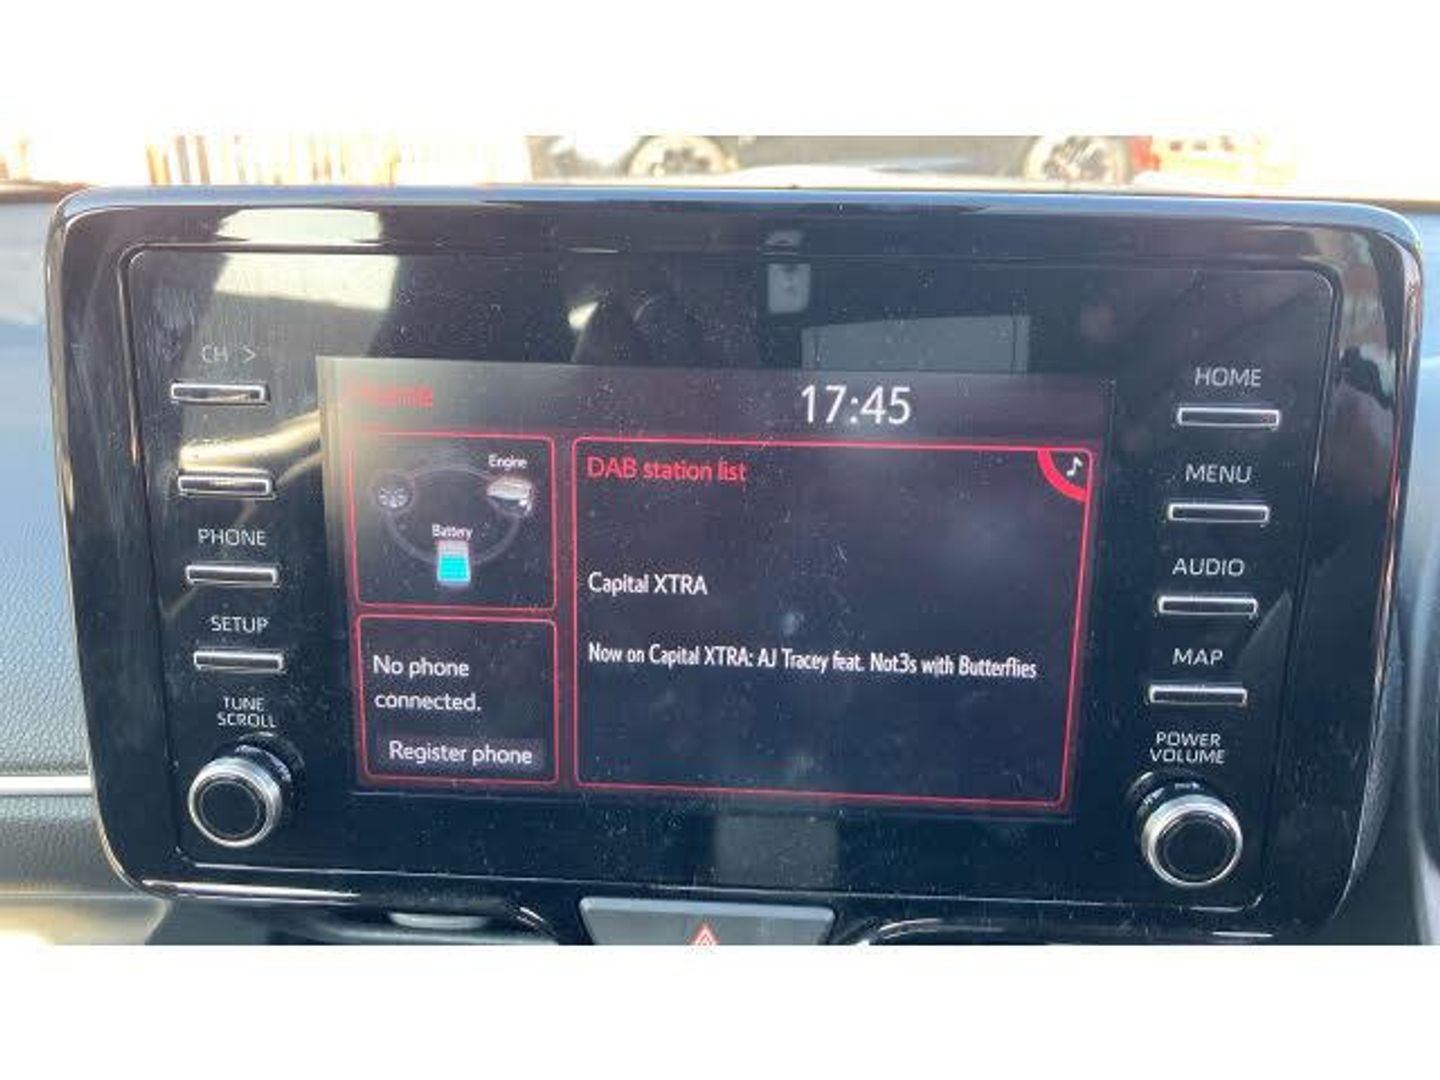 CH >
PHONE
SETUP
TUNE
SCROLL
Home
17:45
Engine
Battery
No phone
connected.
Register phone
DAB station list
Capital XTRA
Now on Capital XTRA: AJ Tracey feat. Not3s with Butterflies
HOME
MENU
AUDIO
MAP
POWER
VOLUME